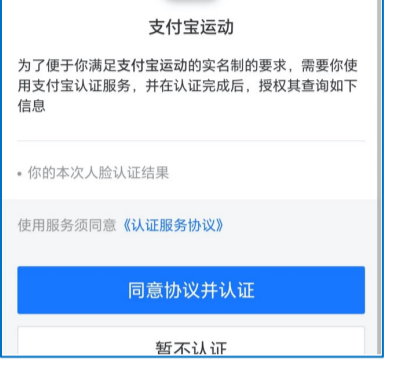 支付宝运动
为了便于你满足支付宝运动的实名制的要求，需要你使
用支付宝认证服务，并在认证完成后，授权其查询如下
信息
• 你的本次人脸认证结果
使用服务须同意《认证服务协议》
同意协议并认证
暂不认证